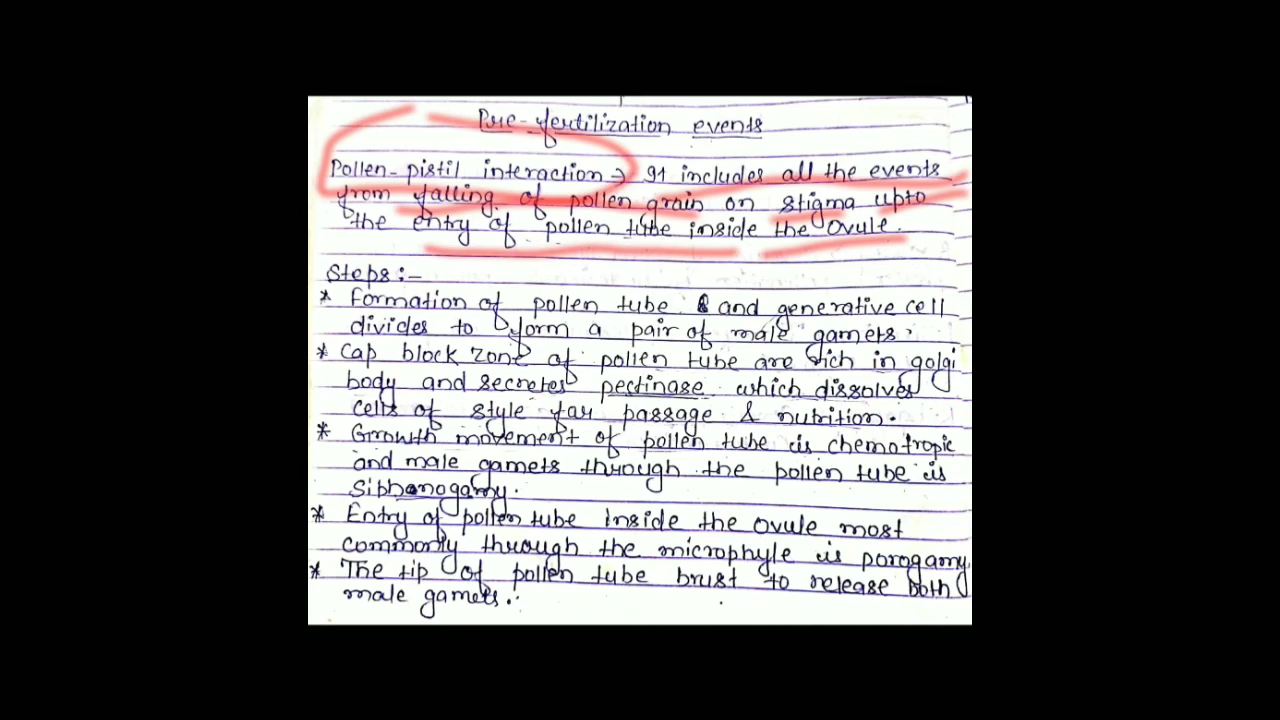 Pre-fertilization events
Pollen-pistil interaction → It includes all the events
from falling of pollen grain on stigma upto
the entry of pollen tube inside the ovule.
Steps:-
* Formation of pollen tube & and generative cell
divides to form a pair of male gamets.
* Cap block zone of pollen tube are rich in golgi
body and secretes pectinase which dissolves
cells of style for passage & nutrition.
* Growth movement of pollen tube is chemotropic
and male gamets through the pollen tube is
Siphonogamy.
* Entry of pollen tube inside the ovule most
commonly through the microphyle is porogamy
* The tip of pollen tube brust to release both
male gamets.